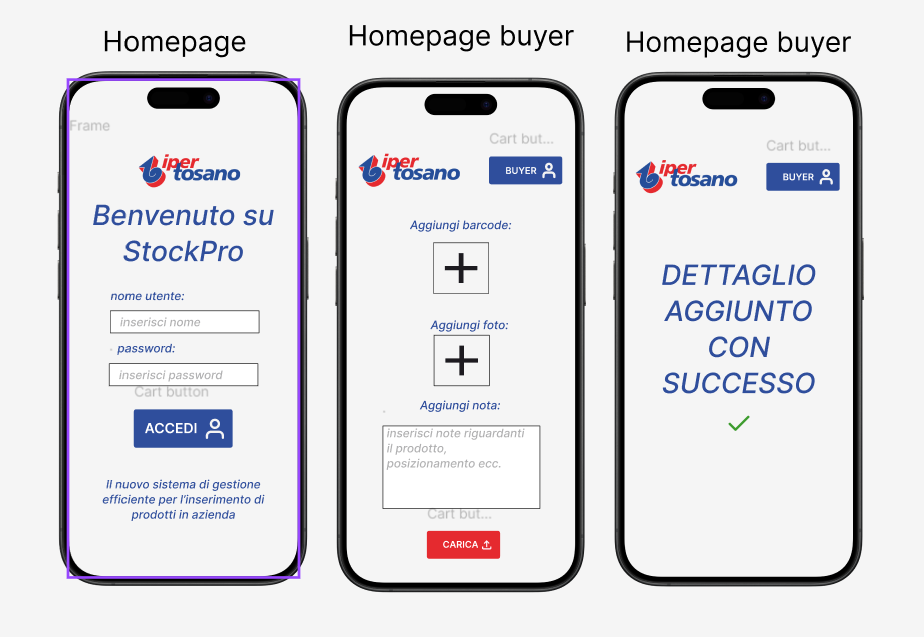 Homepage
Frame
iper
tosano
Benvenuto su
StockPro
nome utente:
inserisci nome
password:
inserisci password
Cart button
ACCEDI
Il nuovo sistema di gestione
efficiente per l'inserimento di
prodotti in azienda
Homepage buyer
Cart but...
iper
tosano
BUYER
Aggiungi barcode:
Aggiungi foto:
Aggiungi nota:
inserisci note riguardanti
il prodotto,
posizionamento ecc.
Cart but...
CARICA
Homepage buyer
Cart but...
iper
tosano
BUYER
DETTAGLIO
AGGIUNTO
CON
SUCCESSO